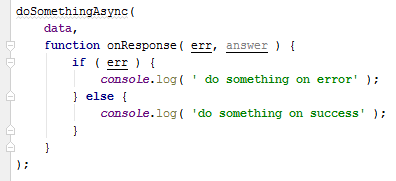 doSomethingAsync(
    data,
    function onResponse( err, answer ) {
        if ( err ) {
            console.log( ' do something on error' );
        } else {
            console.log( 'do something on success' );
        }
    }
);